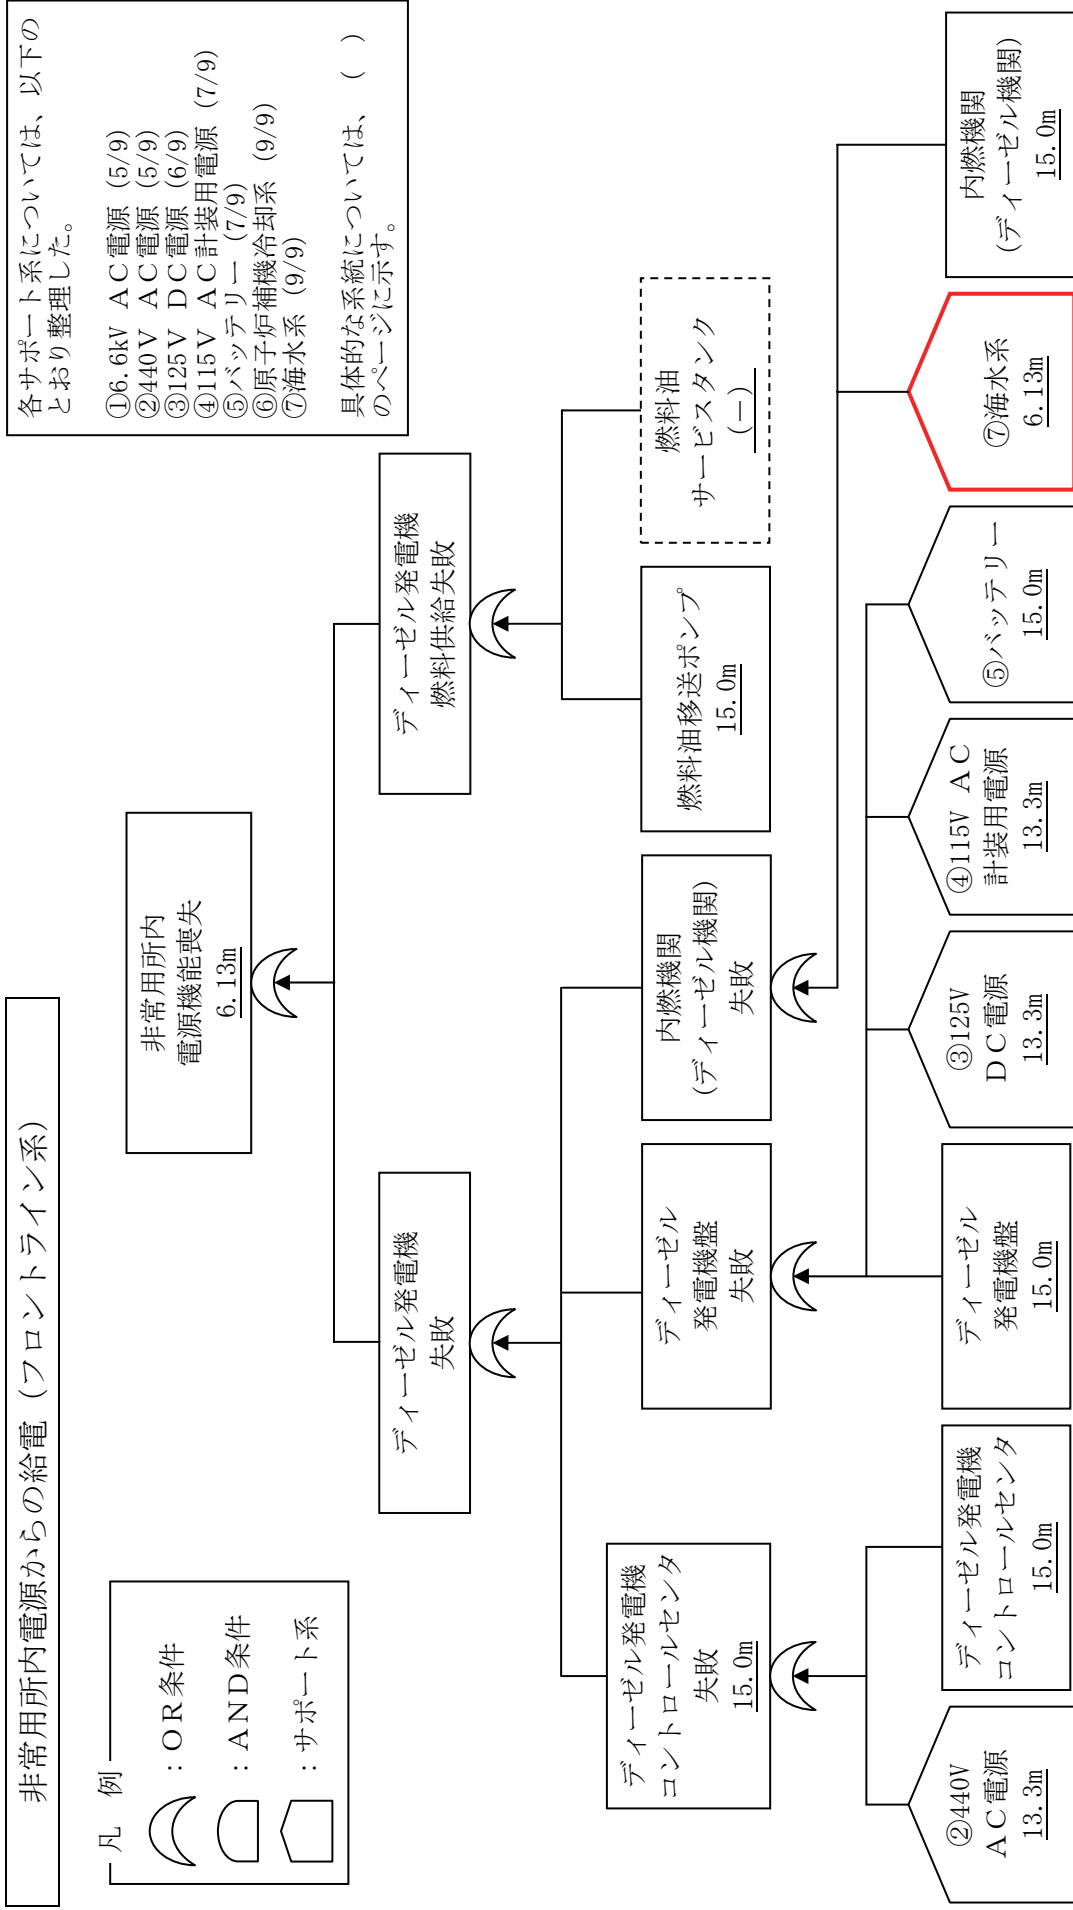 非常用所内電源からの給電（フロントライン系）
凡 例
：OR条件
：AND条件
：サポート系
各サポート系については、以下の
とおり整理した。
①6.6kV AC電源（5/9）
②440V AC電源（5/9）
③125V DC電源（6/9）
④115V AC計装用電源（7/9）
⑤バッテリー（7/9）
⑥原子炉補機冷却系（9/9）
⑦海水系（9/9）
具体的な系統については、（ ）
のページに示す。
非常用所内
電源機能喪失
6.13m
ディーゼル発電機
失敗
ディーゼル発電機
燃料供給失敗
ディーゼル発電機
コントロールセンタ
失敗
15.0m
ディーゼル
発電機盤
失敗
内燃機関
(ディーゼル機関)
失敗
燃料油移送ポンプ
15.0m
燃料油
サービスタンク
(－)
②440V
AC電源
13.3m
ディーゼル発電機
コントロールセンタ
15.0m
ディーゼル
発電機盤
15.0m
③125V
DC電源
13.3m
④115V AC
計装用電源
13.3m
⑤バッテリー
15.0m
⑦海水系
6.13m
内燃機関
(ディーゼル機関)
15.0m